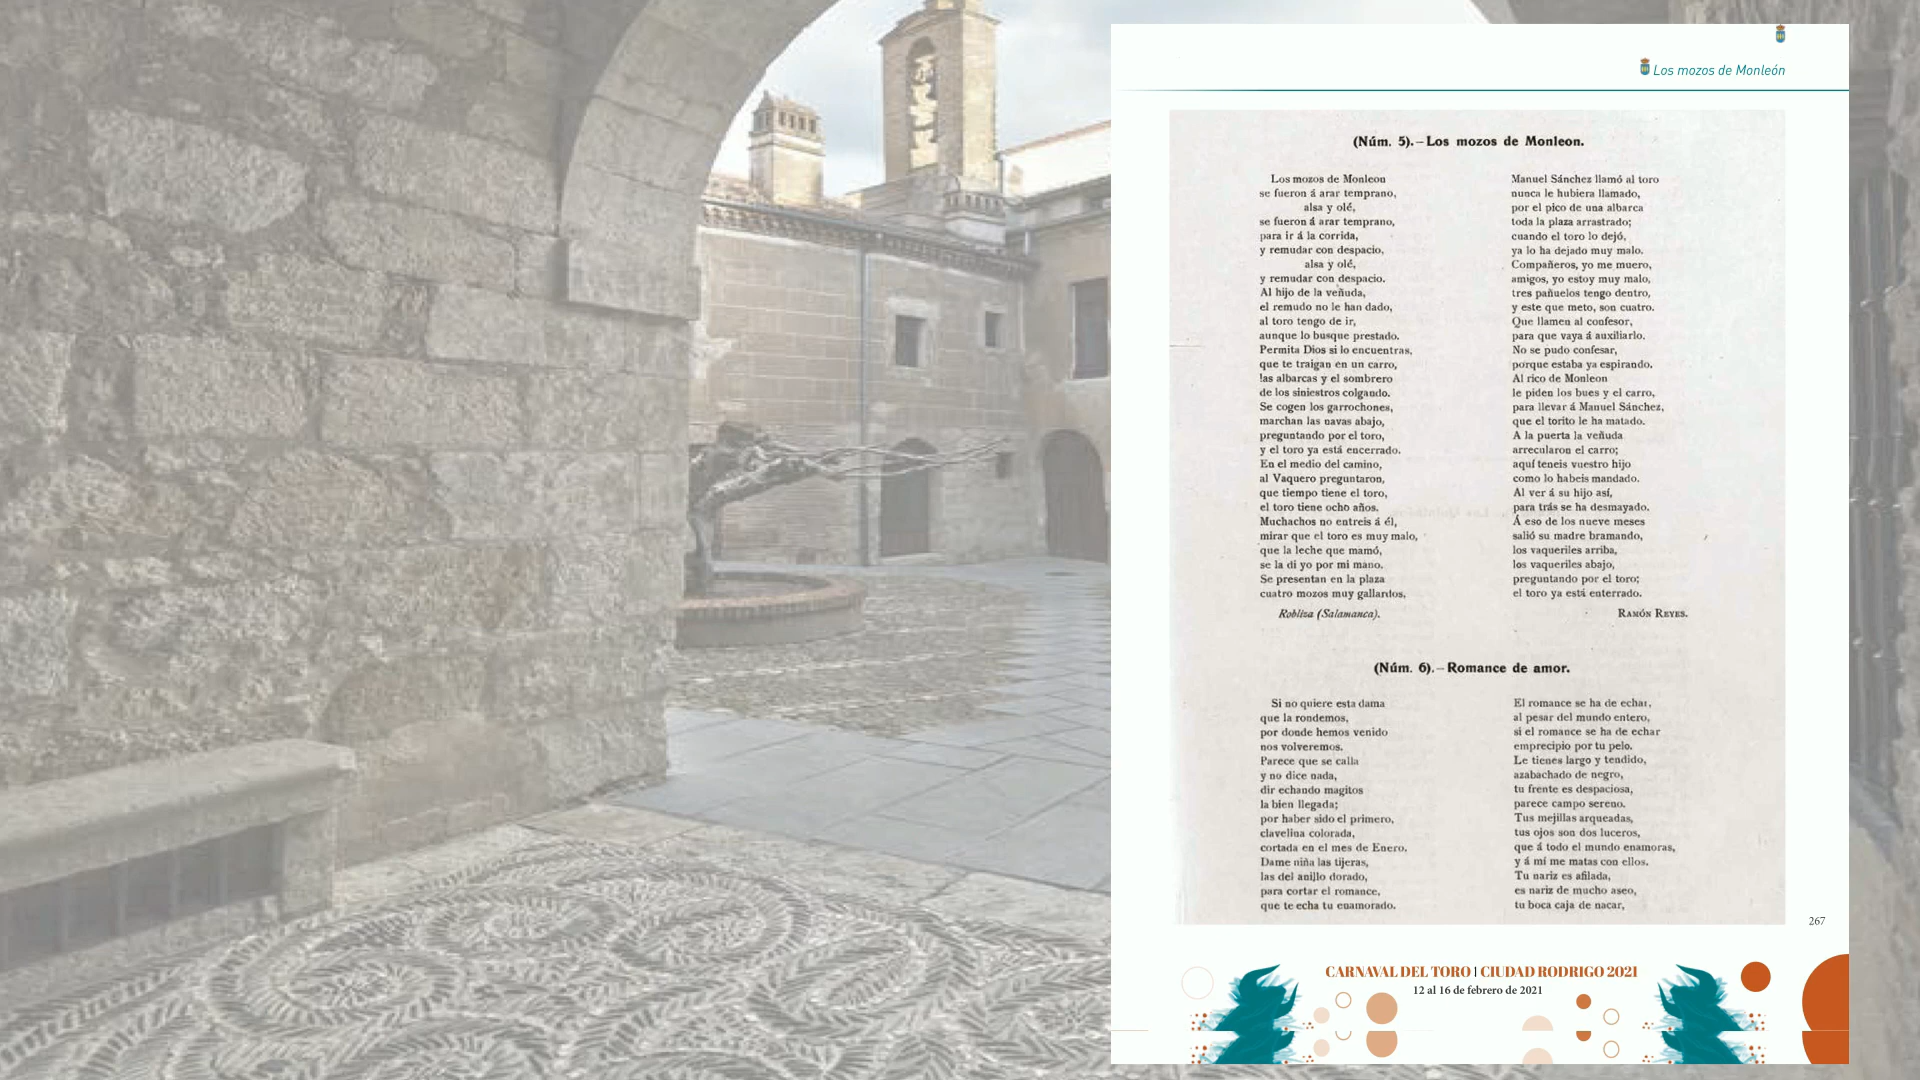 Los mozos de Monleón
(Núm. 5).—Los mozos de Monleon.
Los mozos de Monleon
se fueron á arar temprano,
alsa y olé,
se fueron á arar temprano,
para ir á la corrida,
y remudar con despacio,
alsa y olé,
y remudar con despacio.
Al hijo de la veñuda,
el remudo no le han dado,
al toro tengo de ir,
aunque lo busque prestado.
Permita Dios si lo encuentras,
que te traigan en un carro,
las albarcas y el sombrero
de los siniestros colgando.
Se cogen los garrochones,
marchan las navas abajo,
preguntando por el toro,
y el toro ya está encerrado.
En el medio del camino,
al Vaquero preguntaron,
que tiempo tiene el toro,
el toro tiene ocho años.
Muchachos no entreis á él,
mirar que el toro es muy malo,
que la leche que mamó,
se la di yo por mi mano.
Se presentan en la plaza
cuatro mozos muy gallardos.
Manuel Sánchez llamó al toro
nunca le hubiera llamado,
por el pico de una albarca
toda la plaza arrastrado;
cuando el toro lo dejó,
ya lo ha dejado muy malo.
Compañeros, yo me muero,
amigos, yo estoy muy malo,
tres pañuelos tengo dentro,
y este que meto, son cuatro.
Que llamen al confesor,
para que vaya á auxiliarlo.
No se pudo confesar,
porque estaba ya espirando.
Al rico de Monleon
le piden los bues y el carro,
para llevar á Manuel Sánchez,
que el torito le ha matado.
A la puerta la veñuda
arrecularon el carro;
aquí teneis vuestro hijo
como lo habeis mandado.
Al ver á su hijo así,
para trás se ha desmayado.
Á eso de los nueve meses
salió su madre bramando,
los vaqueriles arriba,
los vaqueriles abajo,
preguntando por el toro;
el toro ya está enterrado.
Robliza (Salamanca).
RAMÓN REYES.
(Núm. 6).—Romance de amor.
Si no quiere esta dama
que la rondemos,
por donde hemos venido
nos volveremos.
Parece que se calla
y no dice nada,
dir echando magitos
la bien llegada;
por haber sido el primero,
clavelina colorada,
cortada en el mes de Enero.
Dame niña las tijeras,
las del anillo dorado,
para cortar el romance,
que te echa tu enamorado.
El romance se ha de echar,
al pesar del mundo entero,
si el romance se ha de echar
emprecipio por tu pelo.
Le tienes largo y tendido,
azabachado de negro,
tu frente es despaciosa,
parece campo sereno.
Tus mejillas arqueadas,
tus ojos son dos luceros,
que á todo el mundo enamoras,
y á mí me matas con ellos.
Tu nariz es afilada,
es nariz de mucho aseo,
tu boca caja de nacar,
267
CARNAVAL DEL TORO | CIUDAD RODRIGO 2021
12 al 16 de febrero de 2021